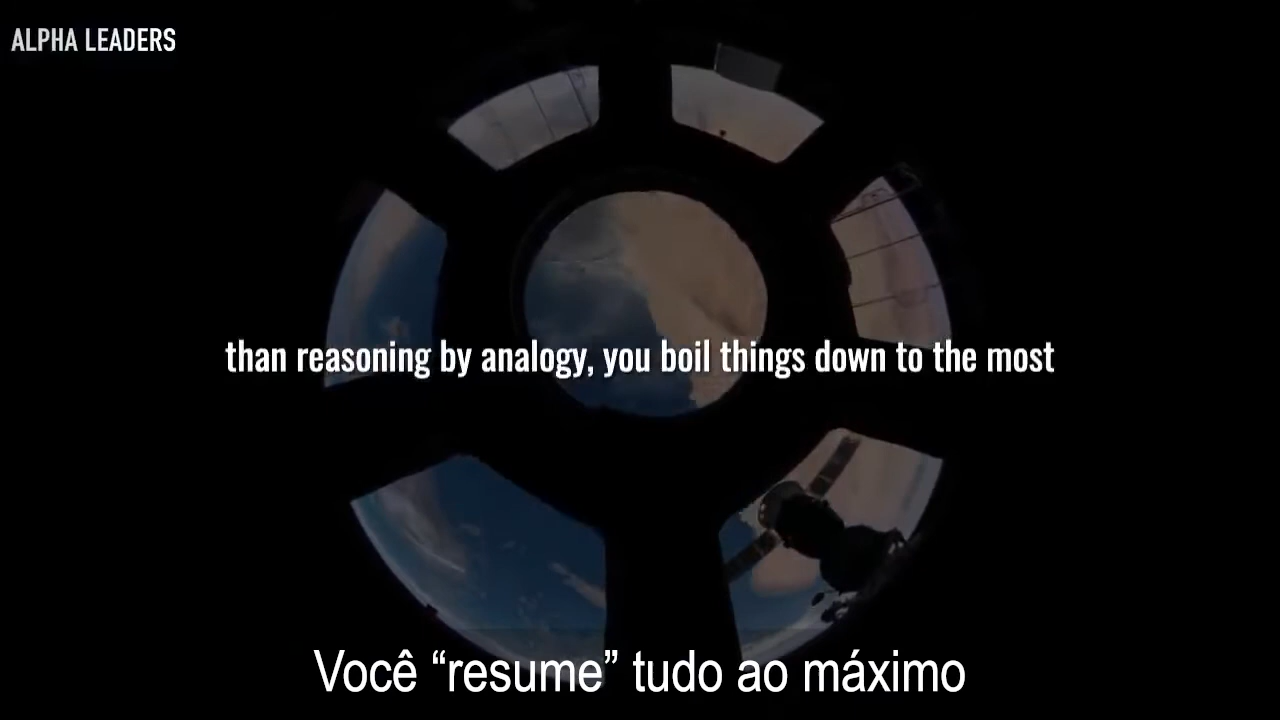 ALPHA LEADERS
than reasoning by analogy, you boil things down to the most
Você “resume” tudo ao máximo